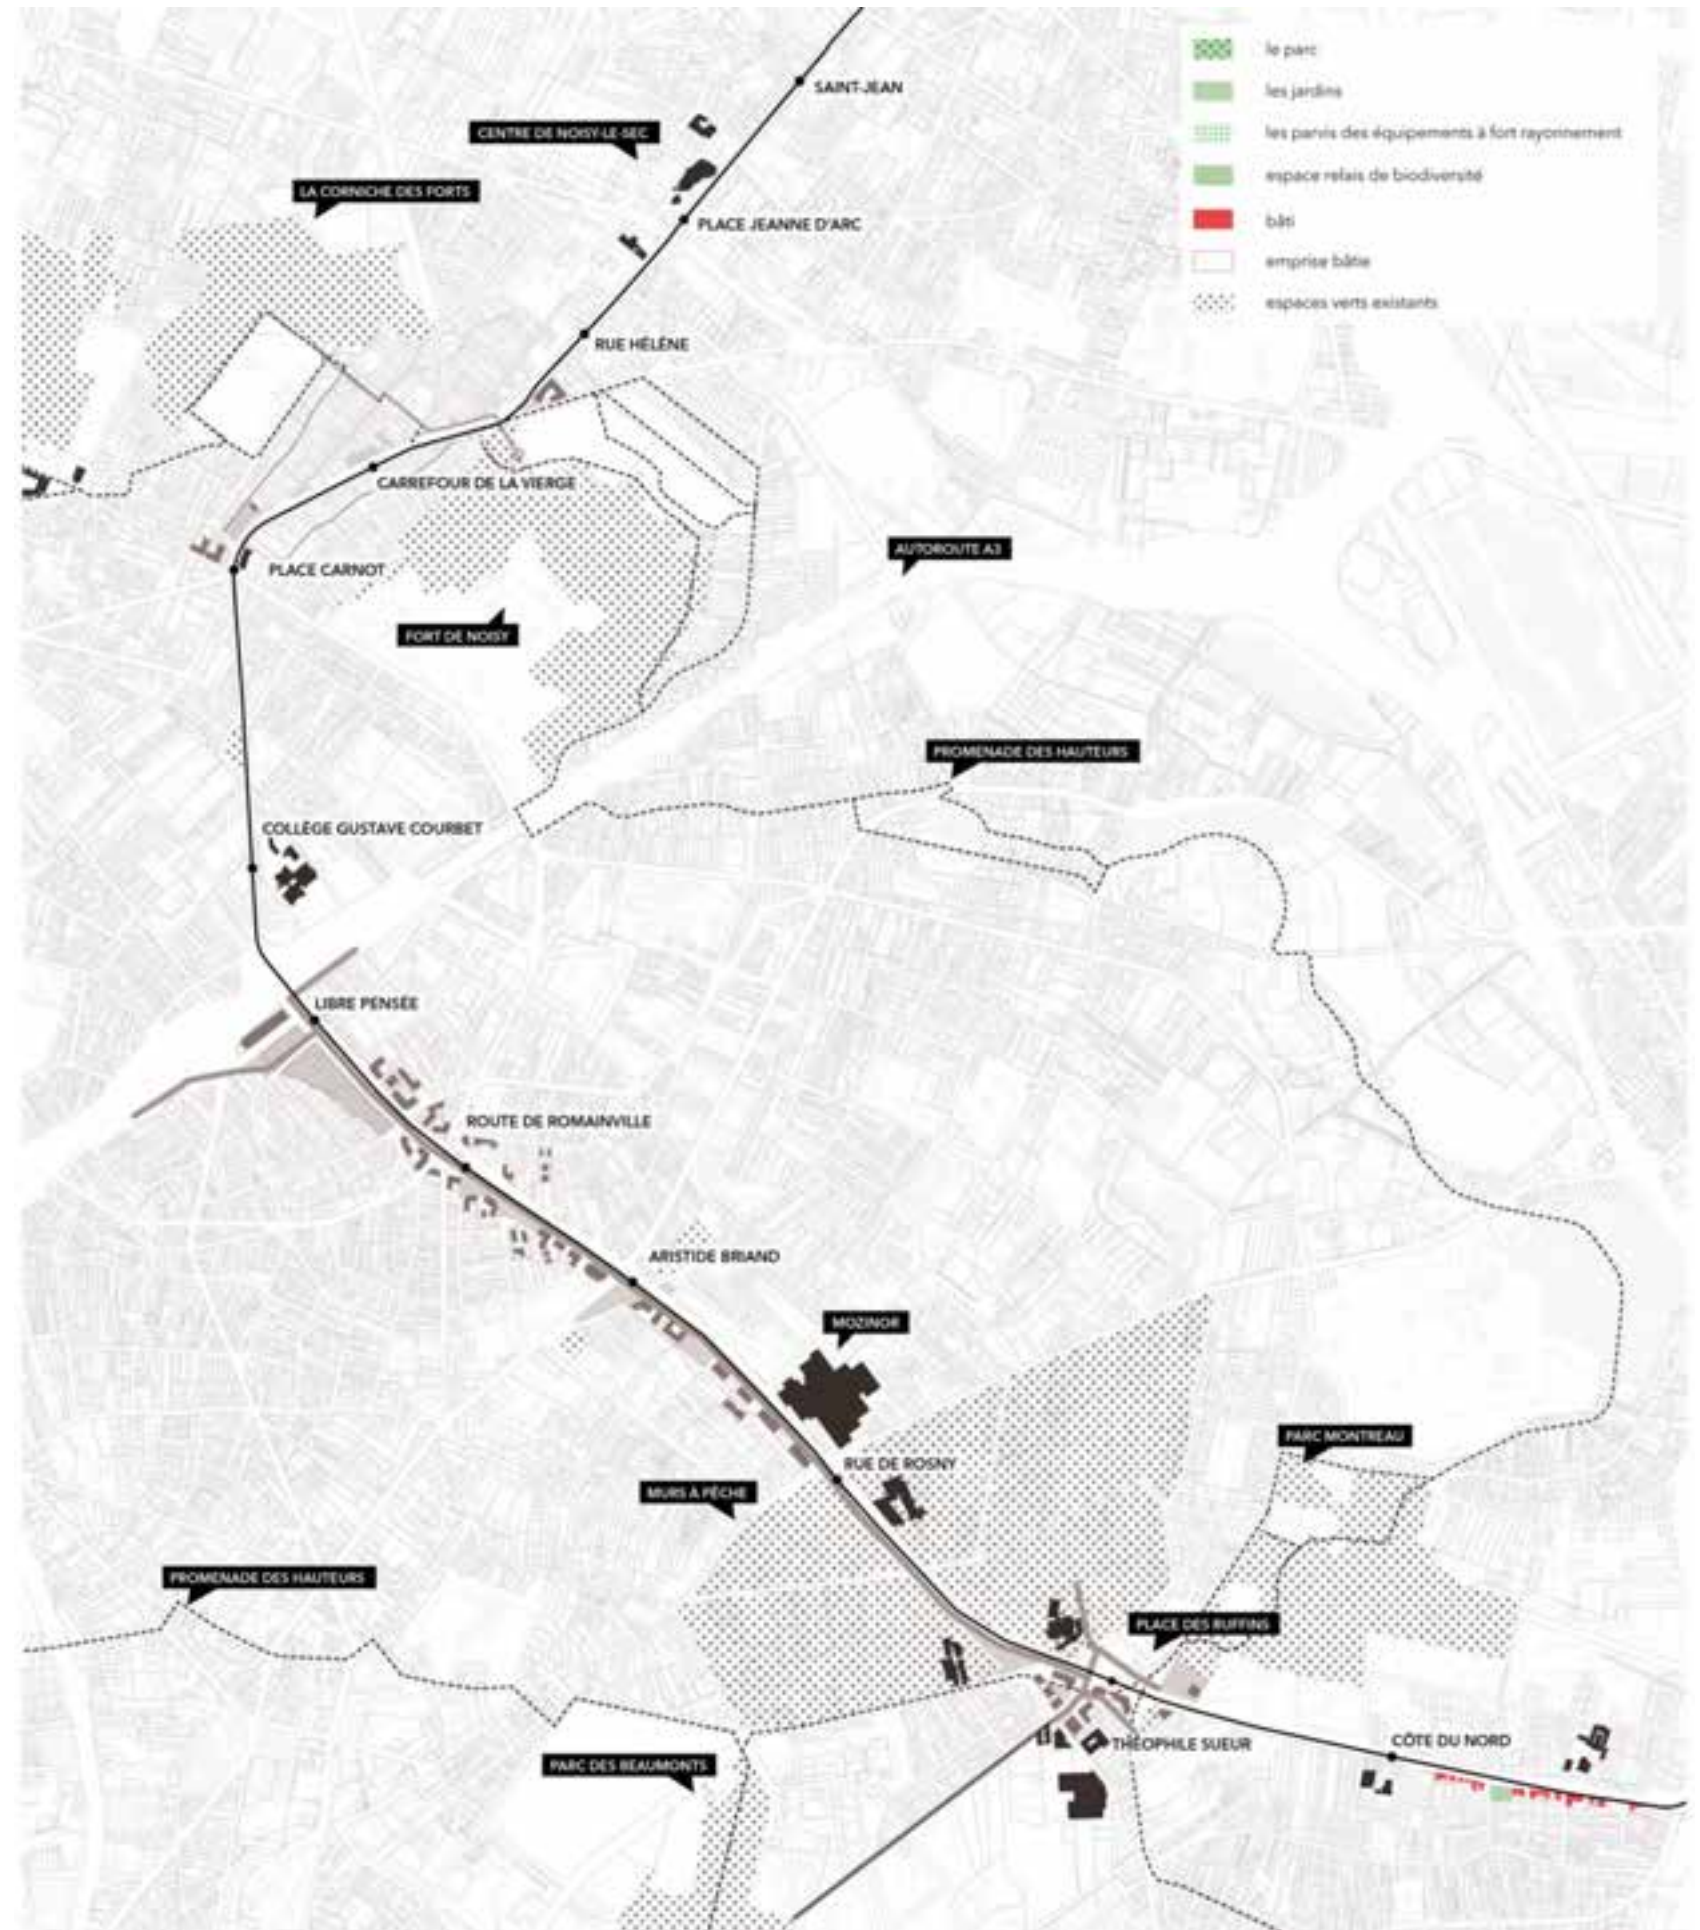 le parc
les jardins
les parvis des équipements à fort rayonnement
espace relais de biodiversité
bâti
emprise bâtie
espaces verts existants
SAINT-JEAN
CENTRE DE NOISY-LE-SEC
LA CORNICHE DES FORTS
PLACE JEANNE D'ARC
RUE HÉLÈNE
CARREFOUR DE LA VIERGE
AUTOROUTE A3
PLACE CARNOT
FORT DE NOISY
PROMENADE DES HAUTEURS
COLLÈGE GUSTAVE COURBET
LIBRE PENSÉE
ROUTE DE ROMAINVILLE
ARISTIDE BRIAND
MOZINOR
PARC MONTREAU
RUE DE ROSNY
MURS À PÊCHE
PROMENADE DES HAUTEURS
PLACE DES RUFFINS
CÔTE DU NORD
THÉOPHILE SUEUR
PARC DES BEAUMONTS